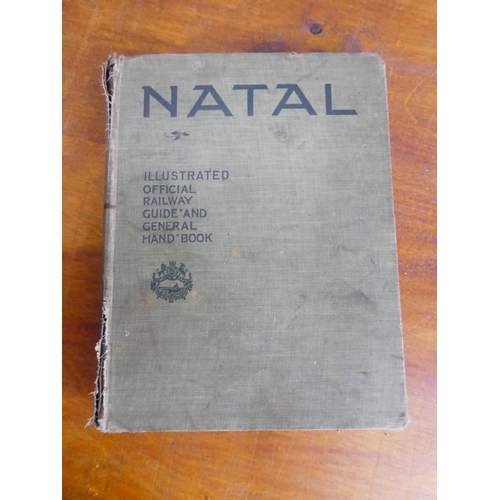 NATAL
ILLUSTRATED
OFFICIAL
RAILWAY
GUIDE "AND
GENERAL
HAND" BOOK